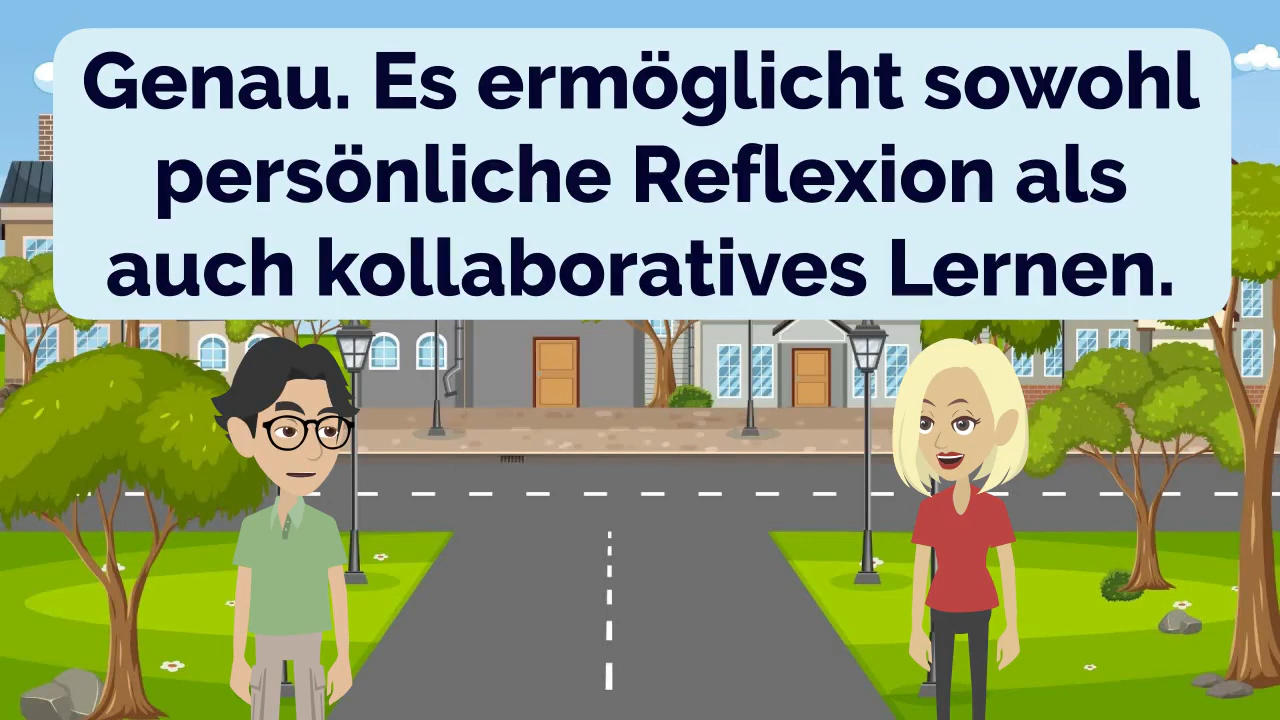 Genau. Es ermöglicht sowohl
persönliche Reflexion als
auch kollaboratives Lernen.